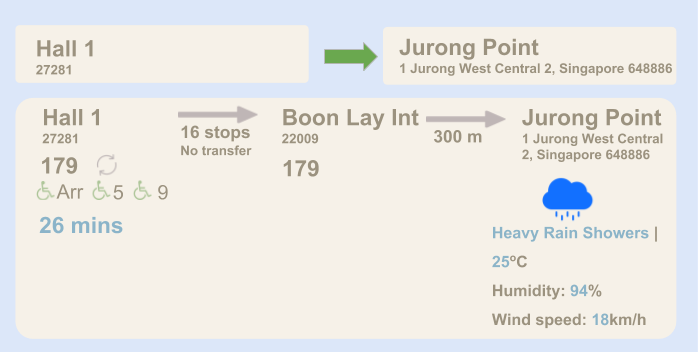 Hall 1
27281
Jurong Point
1 Jurong West Central 2, Singapore 648886
Hall 1
27281
179
Arr 5 9
26 mins
16 stops
No transfer
Boon Lay Int
22009
179
300 m
Jurong Point
1 Jurong West Central
2, Singapore 648886
Heavy Rain Showers |
25°C
Humidity: 94%
Wind speed: 18km/h